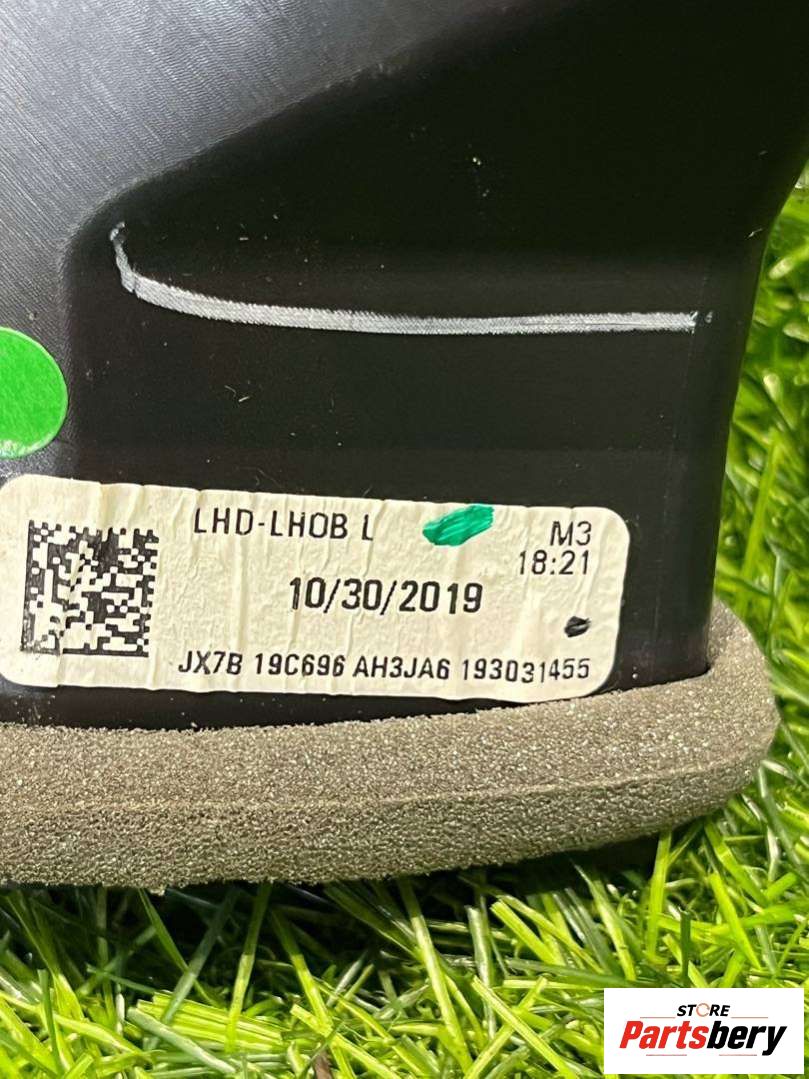 LHD-LHOB L
M3
18:21
10/30/2019
JX7B 19C696 AH3JA6 193031455
STORE
Partsbery